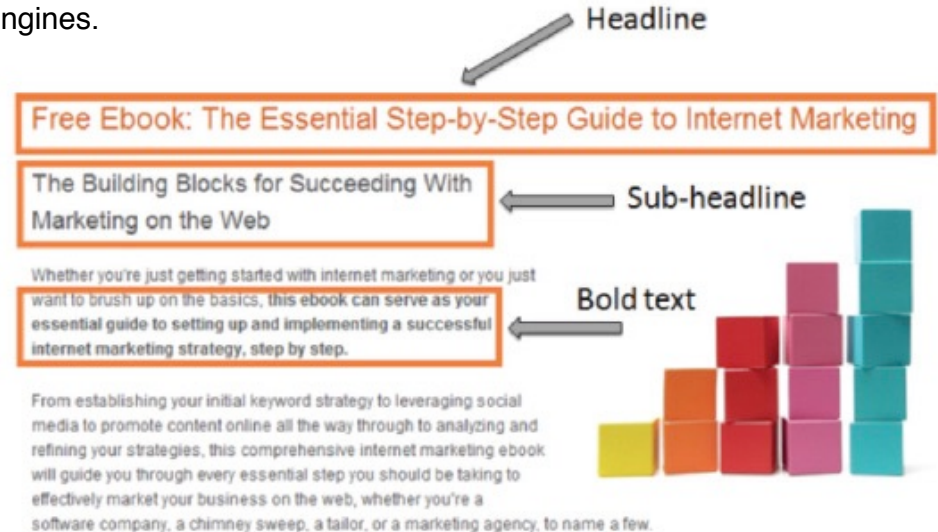 ngines.
Headline
Free Ebook: The Essential Step-by-Step Guide to Internet Marketing
The Building Blocks for Succeeding With
Marketing on the Web
Sub-headline
Whether you're just getting started with internet marketing or you just
want to brush up on the basics, this ebook can serve as your
essential guide to setting up and implementing a successful
internet marketing strategy, step by step.
Bold text
From establishing your initial keyword strategy to leveraging social
media to promote content online all the way through to analyzing and
refining your strategies, this comprehensive internet marketing ebook
will guide you through every essential step you should be taking to
effectively market your business on the web, whether you're a
software company, a chimney sweep, a tailor, or a marketing agency, to name a few.